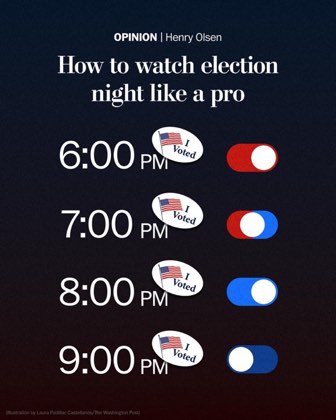 OPINION | Henry Olsen
How to watch election
night like a pro
6:00 PM
I
Voted
7:00 PM
I
Voted
8:00 PM
I
Voted
9:00 PM
I
Voted
(Illustration by Laura Padilla Castellanos/The Washington Post)